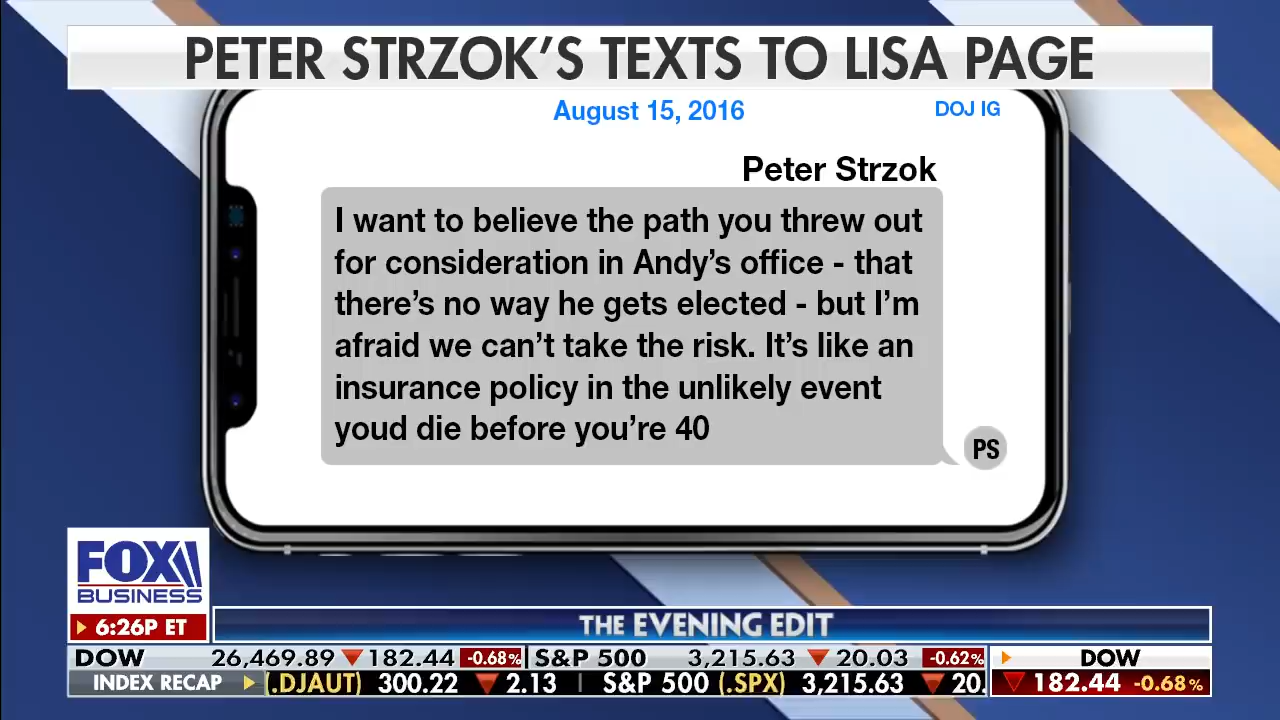 PETER STRZOK'S TEXTS TO LISA PAGE
August 15, 2016
DOJ IG
Peter Strzok
I want to believe the path you threw out
for consideration in Andy's office - that
there's no way he gets elected - but I'm
afraid we can't take the risk. It's like an
insurance policy in the unlikely event
youd die before you're 40
PS
FOX
BUSINESS
6:26P ET
THE EVENING EDIT
DOW 26,469.89 182.44 -0.68% S&P 500 3,215.63 20.03 -0.62% DOW
INDEX RECAP (.DJAUT) 300.22 2.13 S&P 500 (.SPX) 3,215.63 20. 182.44 -0.68%